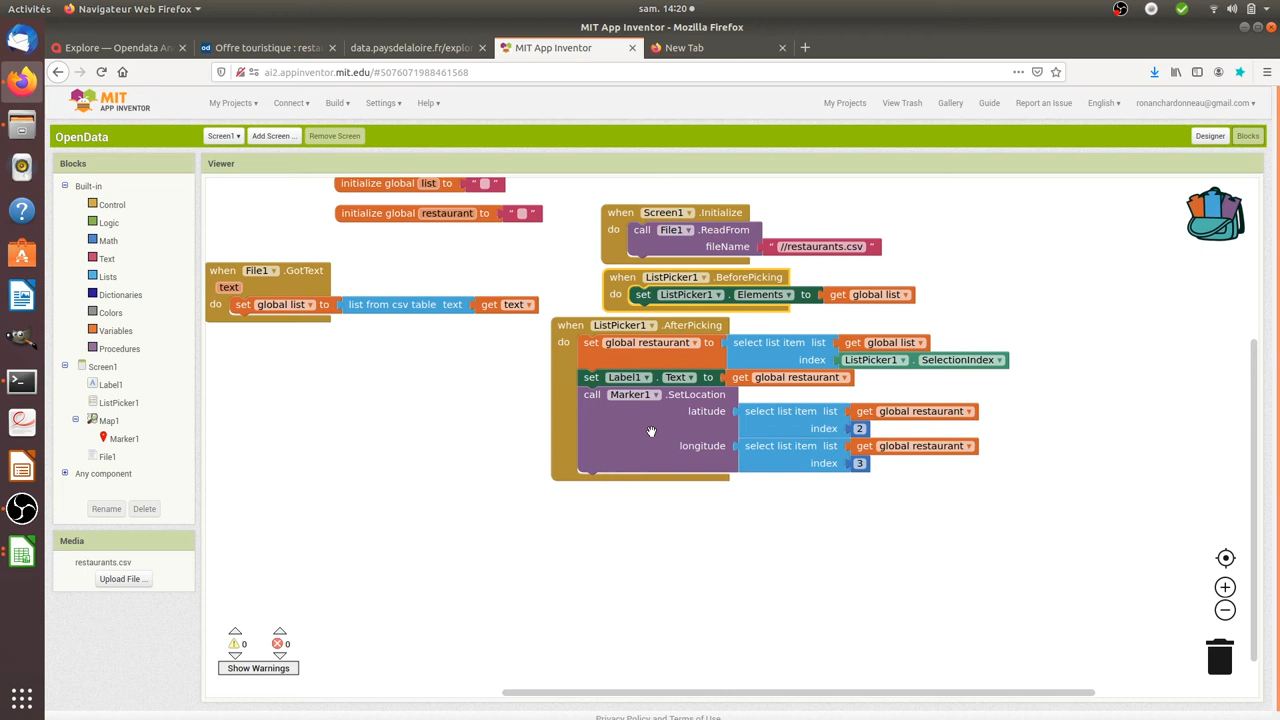 Activités
Navigateur Web Firefox ▾
sam. 14:20
MIT App Inventor - Mozilla Firefox
Explore — Opendata An
Offre touristique : resta
data.paysdelaloire.fr/explor
MIT App Inventor
New Tab
ai2.appinventor.mit.edu/#5076071988461568
MIT
APP INVENTOR
My Projects ▾
Connect ▾
Build ▾
Settings ▾
Help ▾
My Projects
View Trash
Gallery
Guide
Report an Issue
English ▾
ronanchardonneau@gmail.com ▾
OpenData
Screen1 ▾
Add Screen ...
Remove Screen
Designer
Blocks
Blocks
Viewer
Built-in
Control
Logic
Math
Text
Lists
Dictionaries
Colors
Variables
Procedures
Screen1
Label1
ListPicker1
Map1
Marker1
File1
Any component
Rename
Delete
Media
restaurants.csv
Upload File ...
initialize global list to " "
initialize global restaurant to " "
when File1 .GotText
text
do set global list to list from csv table text get text
when Screen1 .Initialize
do call File1 .ReadFrom
fileName " //restaurants.csv "
when ListPicker1 .BeforePicking
do set ListPicker1 . Elements to get global list
when ListPicker1 .AfterPicking
do set global restaurant to select list item list get global list
index ListPicker1 . SelectionIndex
set Label1 . Text to get global restaurant
call Marker1 .SetLocation
latitude select list item list get global restaurant
index 2
longitude select list item list get global restaurant
index 3
0
0
Show Warnings
Privacy Policy and Terms of Use